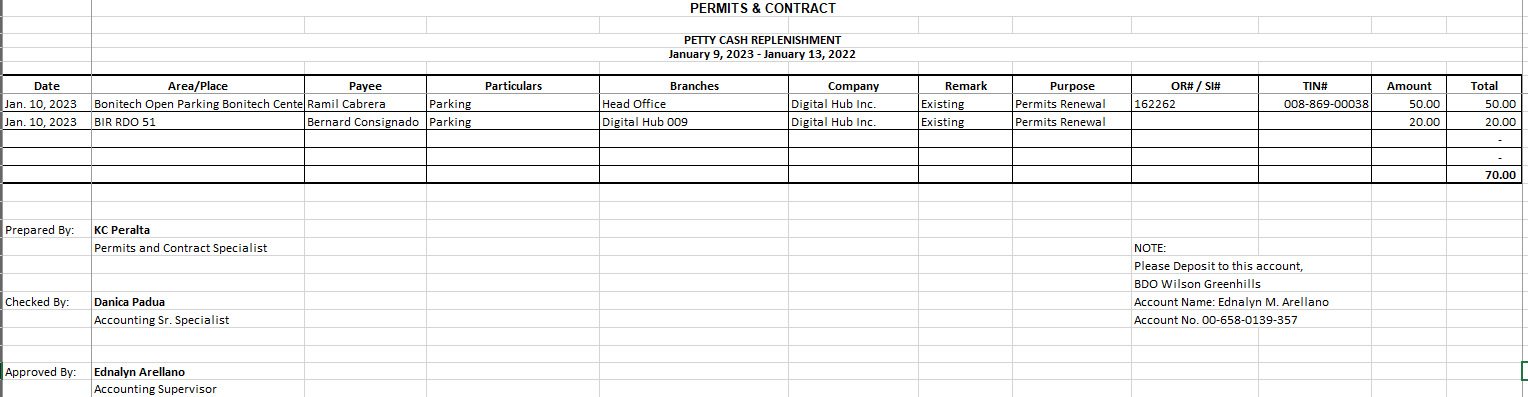 PERMITS & CONTRACT
PETTY CASH REPLENISHMENT
January 9, 2023 - January 13, 2022
Date Area/Place Payee Particulars Branches Company Remark Purpose OR# / SI# TIN# Amount Total
Jan. 10, 2023 Bonitech Open Parking Bonitech Cente Ramil Cabrera Parking Head Office Digital Hub Inc. Existing Permits Renewal 162262 008-869-00038 50.00 50.00
Jan. 10, 2023 BIR RDO 51 Bernard Consignado Parking Digital Hub 009 Digital Hub Inc. Existing Permits Renewal 20.00 20.00
-
-
70.00
Prepared By: KC Peralta
Permits and Contract Specialist NOTE:
Please Deposit to this account,
BDO Wilson Greenhills
Checked By: Danica Padua Account Name: Ednalyn M. Arellano
Accounting Sr. Specialist Account No. 00-658-0139-357
Approved By: Ednalyn Arellano
Accounting Supervisor